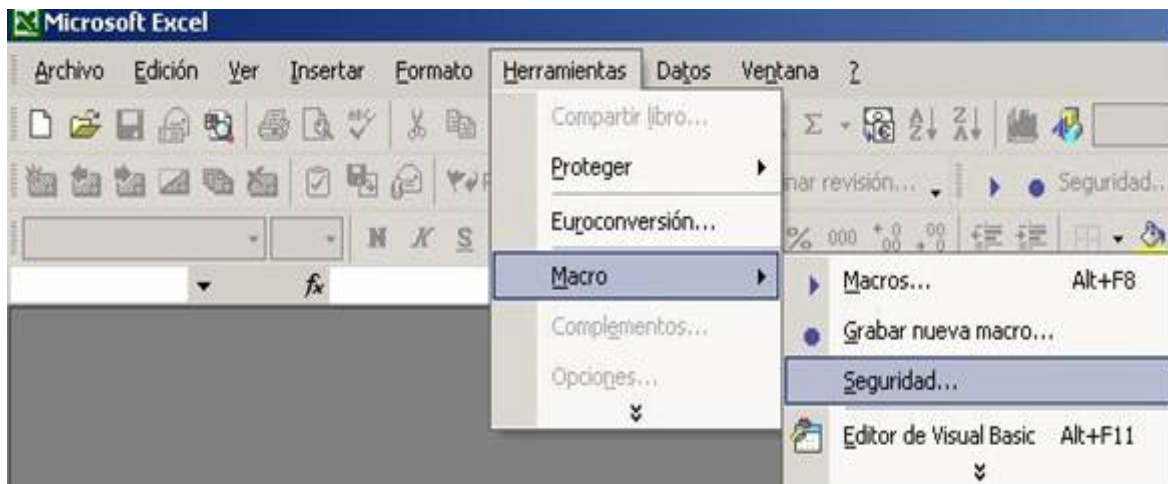 Microsoft Excel
Archivo Edición Ver Insertar Formato Herramientas Datos Ventana ?
Compartir libro...
Proteger
Euroconversión...
Macro
Complementos...
Opciones...
nar revisión... Seguridad..
N K S
% 000
fx
Macros... Alt+F8
Grabar nueva macro...
Seguridad...
Editor de Visual Basic Alt+F11